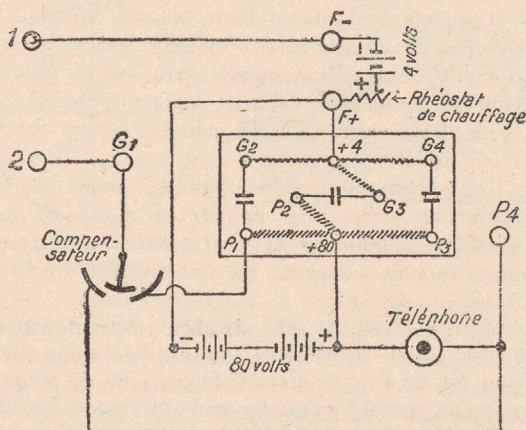 1
F-
4 volts
+
F+
Rhéostat
de chauffage
2
G1
G2
+4
G4
P2
G3
P4
P1
+80
P3
Compen-
sateur
-
+
80 volts
Téléphone